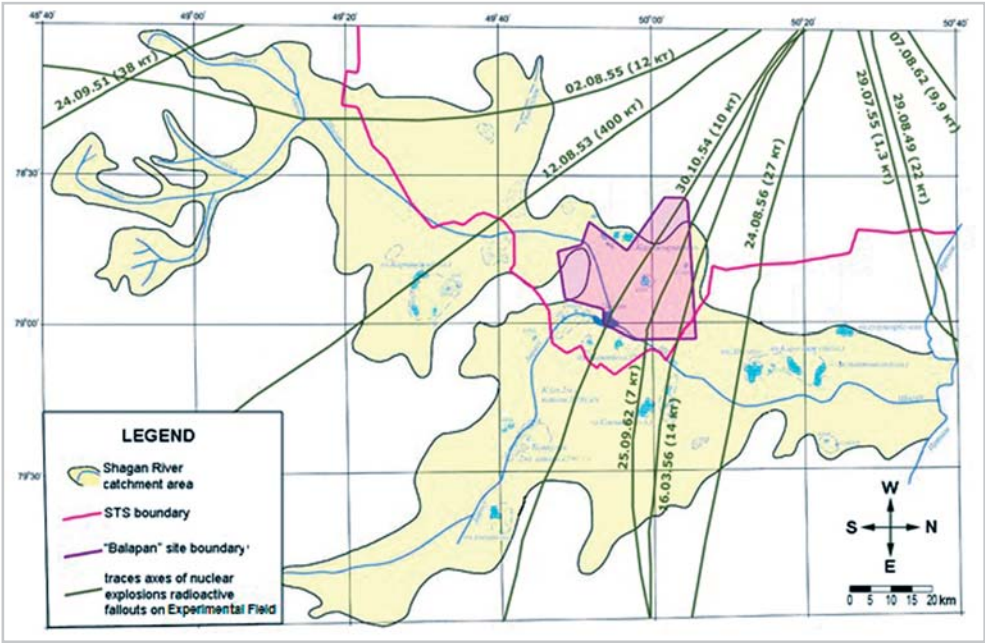 48°40' 49°00' 49°20' 49°40' 50°00' 50°20' 50°40'
24.09.51 (38 кт)
02.08.55 (12 кт)
12.08.53 (400 кт)
30.10.54 (10 кт)
24.08.56 (27 кт)
29.07.55 (1,3 кт)
29.08.49 (22 кт)
07.08.62 (9,9 кт)
78°30'
79°00'
79°30'
25.09.62 (7 кт)
16.03.56 (14 кт)
LEGEND
Shagan River
catchment area
STS boundary
"Balapan" site boundary
traces axes of nuclear
explosions radioactive
fallouts on Experimental Field
W
S N
E
0 5 10 15 20 km